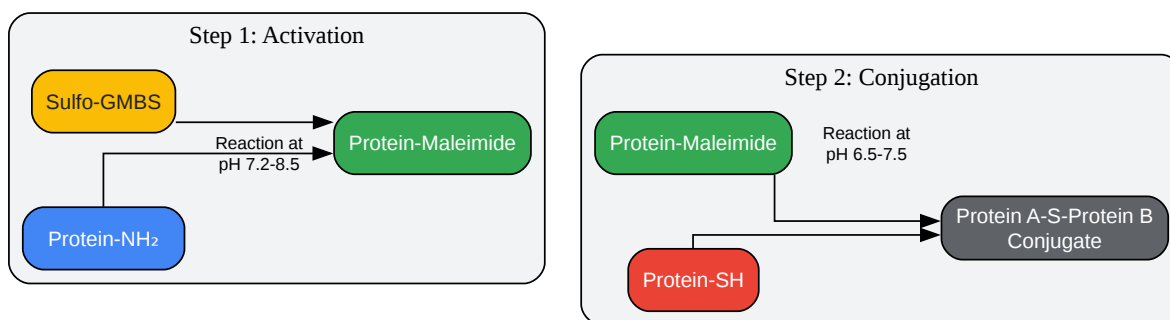 Step 1: Activation
Sulfo-GMBS
Reaction at
pH 7.2-8.5
Protein-Maleimide
Protein-NH₂
Step 2: Conjugation
Protein-Maleimide
Reaction at
pH 6.5-7.5
Protein A-S-Protein B
Conjugate
Protein-SH